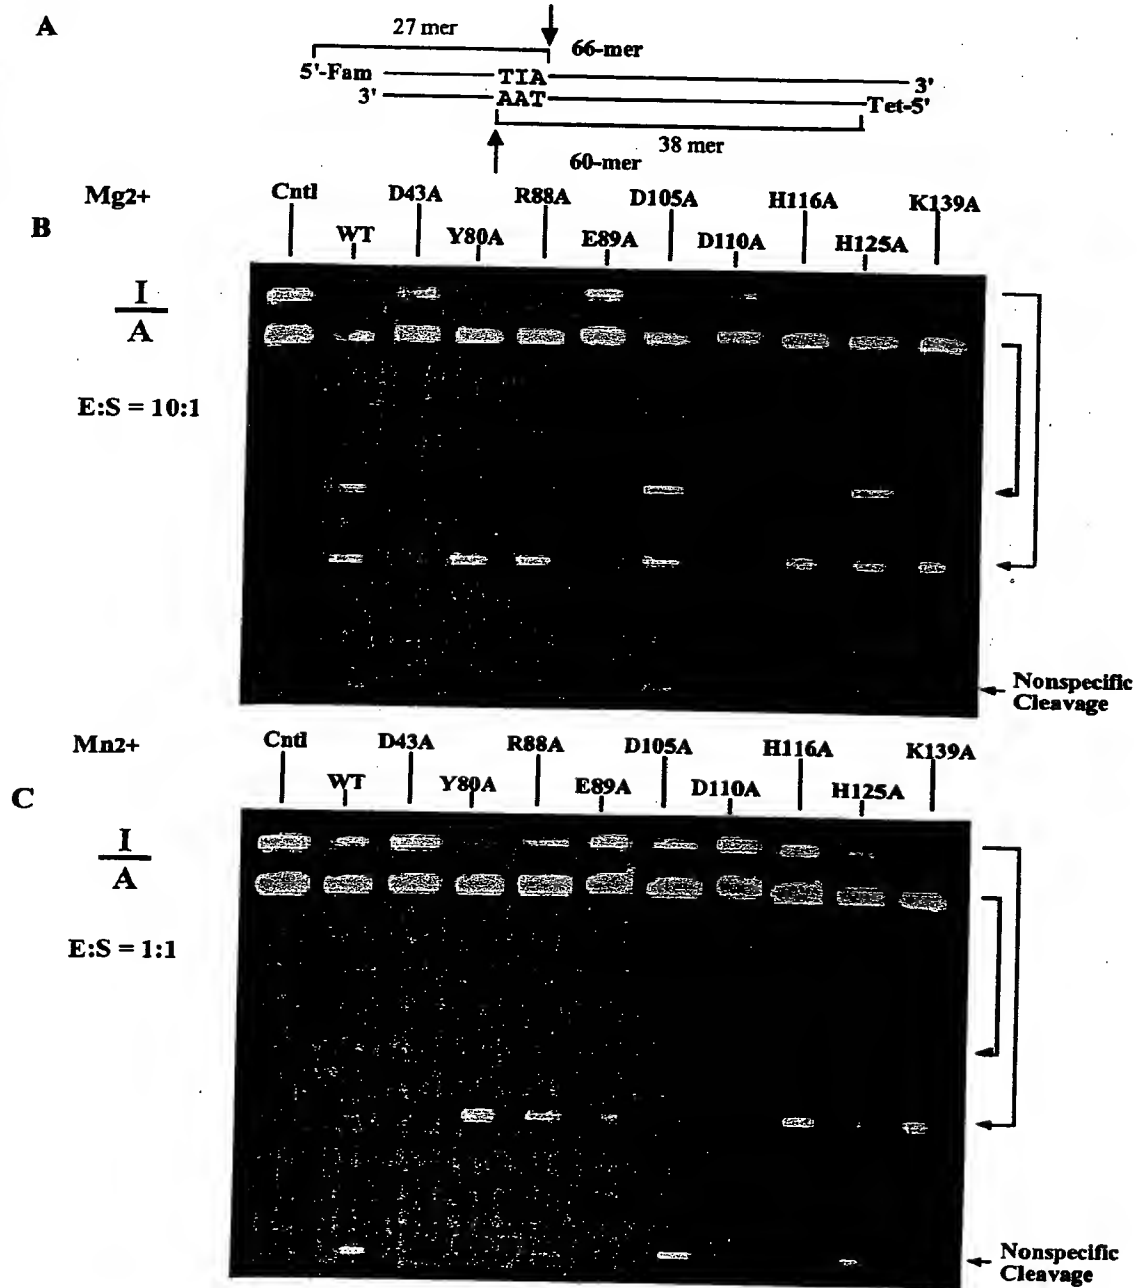 A
27 mer
66-mer
5'-Fam
TIA
3'
3'
AAT
Tet-5'
38 mer
60-mer
Mg2+
Cntl
D43A
R88A
D105A
H116A
K139A
B
WT
Y80A
E89A
D110A
H125A
I
A
E:S = 10:1
Nonspecific
Cleavage
Mn2+
Cntl
D43A
R88A
D105A
H116A
K139A
C
WT
Y80A
E89A
D110A
H125A
I
A
E:S = 1:1
Nonspecific
Cleavage